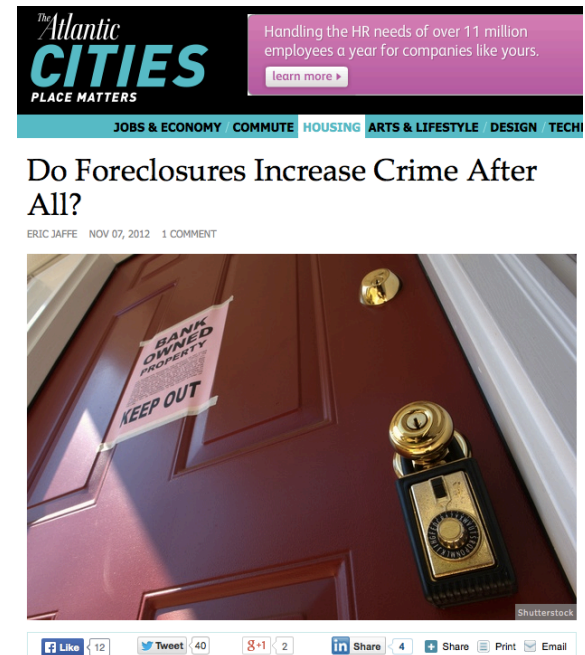 The Atlantic
CITIES
PLACE MATTERS
Handling the HR needs of over 11 million
employees a year for companies like yours.
learn more
JOBS & ECONOMY / COMMUTE HOUSING ARTS & LIFESTYLE / DESIGN / TECH
Do Foreclosures Increase Crime After
All?
ERIC JAFFE NOV 07, 2012 1 COMMENT
BANK
OWNED
PROPERTY
KEEP OUT
Shutterstock
Like 12 Tweet 40 g+1 2 in Share 4 Share Print Email